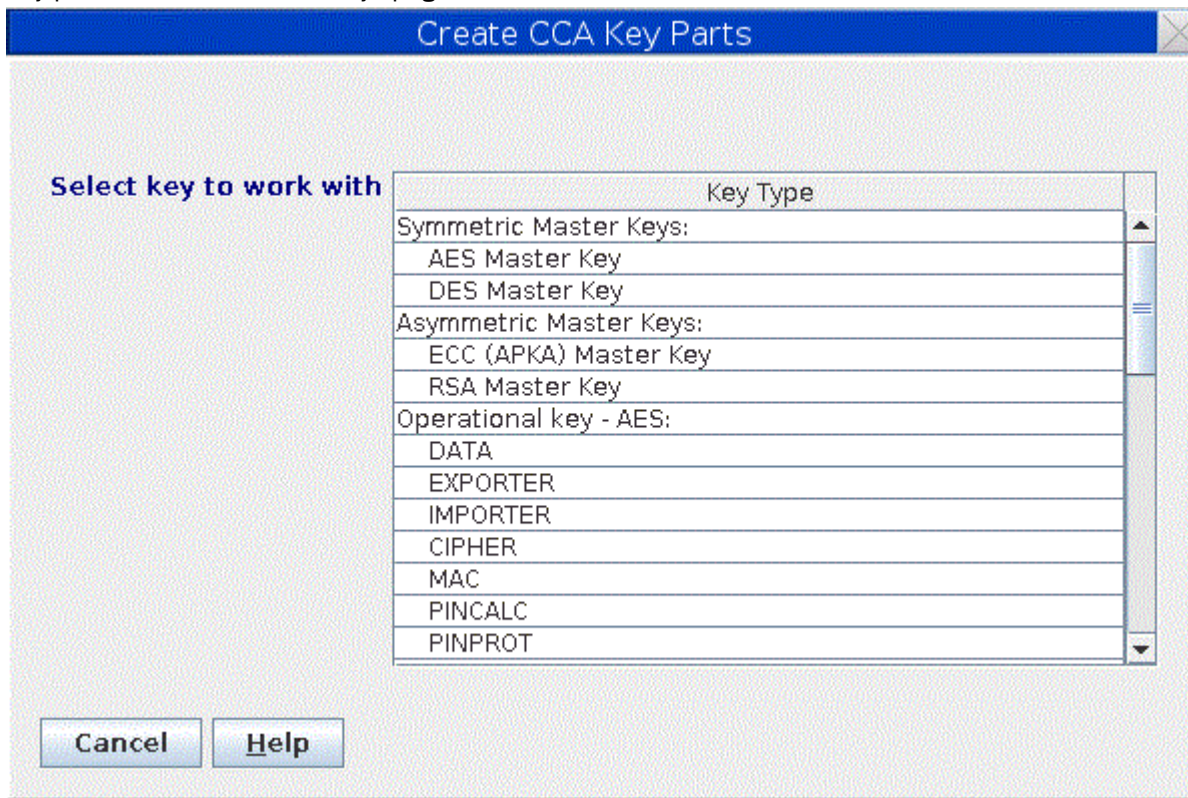 Create CCA Key Parts
Select key to work with
Key Type
Symmetric Master Keys:
AES Master Key
DES Master Key
Asymmetric Master Keys:
ECC (APKA) Master Key
RSA Master Key
Operational key - AES:
DATA
EXPORTER
IMPORTER
CIPHER
MAC
PINCALC
PINPROT
Cancel
Help